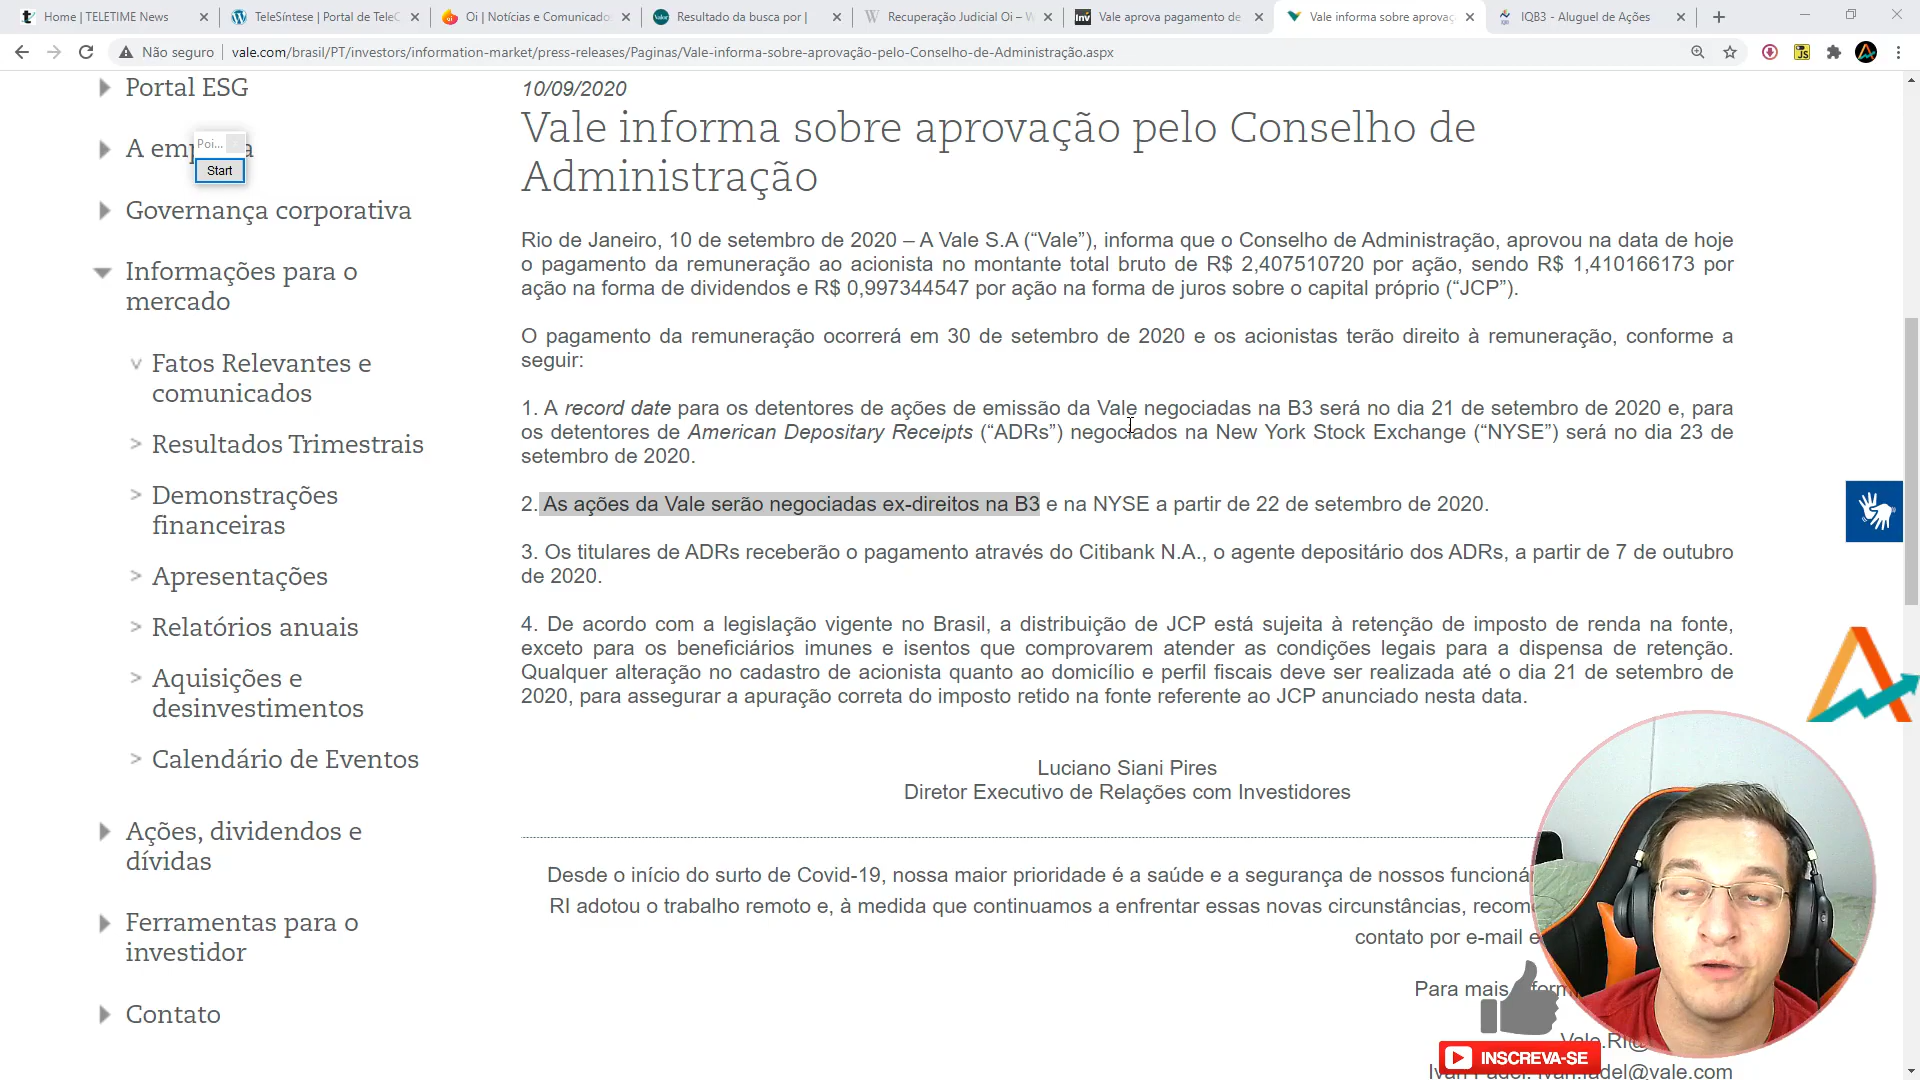 Home | TELETIME News
TeleSíntese | Portal de TeleC
Oi | Notícias e Comunicado
Resultado da busca por |
Recuperação Judicial Oi – W
Vale aprova pagamento de
Vale informa sobre aprovaç
IQB3 - Aluguel de Ações
Não seguro
vale.com/brasil/PT/investors/information-market/press-releases/Paginas/Vale-informa-sobre-aprovação-pelo-Conselho-de-Administração.aspx
Portal ESG
A emp a
Poi...
Start
Governança corporativa
Informações para o
mercado
Fatos Relevantes e
comunicados
Resultados Trimestrais
Demonstrações
financeiras
Apresentações
Relatórios anuais
Aquisições e
desinvestimentos
Calendário de Eventos
Ações, dividendos e
dívidas
Ferramentas para o
investidor
Contato
10/09/2020
Vale informa sobre aprovação pelo Conselho de
Administração
Rio de Janeiro, 10 de setembro de 2020 – A Vale S.A (“Vale”), informa que o Conselho de Administração, aprovou na data de hoje
o pagamento da remuneração ao acionista no montante total bruto de R$ 2,407510720 por ação, sendo R$ 1,410166173 por
ação na forma de dividendos e R$ 0,997344547 por ação na forma de juros sobre o capital próprio (“JCP”).
O pagamento da remuneração ocorrerá em 30 de setembro de 2020 e os acionistas terão direito à remuneração, conforme a
seguir:
1. A record date para os detentores de ações de emissão da Vale negociadas na B3 será no dia 21 de setembro de 2020 e, para
os detentores de American Depositary Receipts (“ADRs”) negociados na New York Stock Exchange (“NYSE”) será no dia 23 de
setembro de 2020.
2. As ações da Vale serão negociadas ex-direitos na B3 e na NYSE a partir de 22 de setembro de 2020.
3. Os titulares de ADRs receberão o pagamento através do Citibank N.A., o agente depositário dos ADRs, a partir de 7 de outubro
de 2020.
4. De acordo com a legislação vigente no Brasil, a distribuição de JCP está sujeita à retenção de imposto de renda na fonte,
exceto para os beneficiários imunes e isentos que comprovarem atender as condições legais para a dispensa de retenção.
Qualquer alteração no cadastro de acionista quanto ao domicílio e perfil fiscais deve ser realizada até o dia 21 de setembro de
2020, para assegurar a apuração correta do imposto retido na fonte referente ao JCP anunciado nesta data.
Luciano Siani Pires
Diretor Executivo de Relações com Investidores
Desde o início do surto de Covid-19, nossa maior prioridade é a saúde e a segurança de nossos funcionár
RI adotou o trabalho remoto e, à medida que continuamos a enfrentar essas novas circunstâncias, recom
contato por e-mail e
Para mais
Vale.RI@
INSCREVA-SE
@vale.com